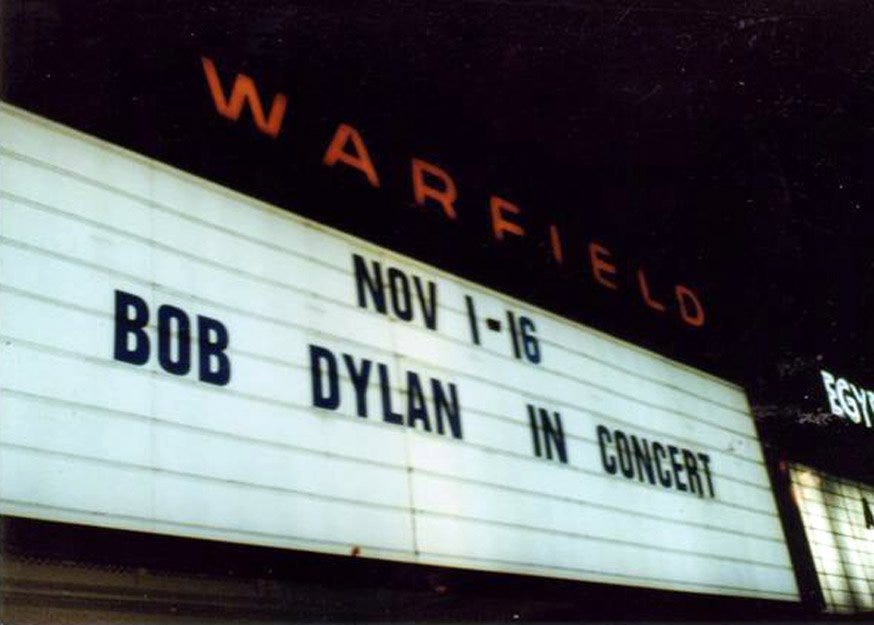 WARFIELD
NOV 1-16
BOB DYLAN IN CONCERT